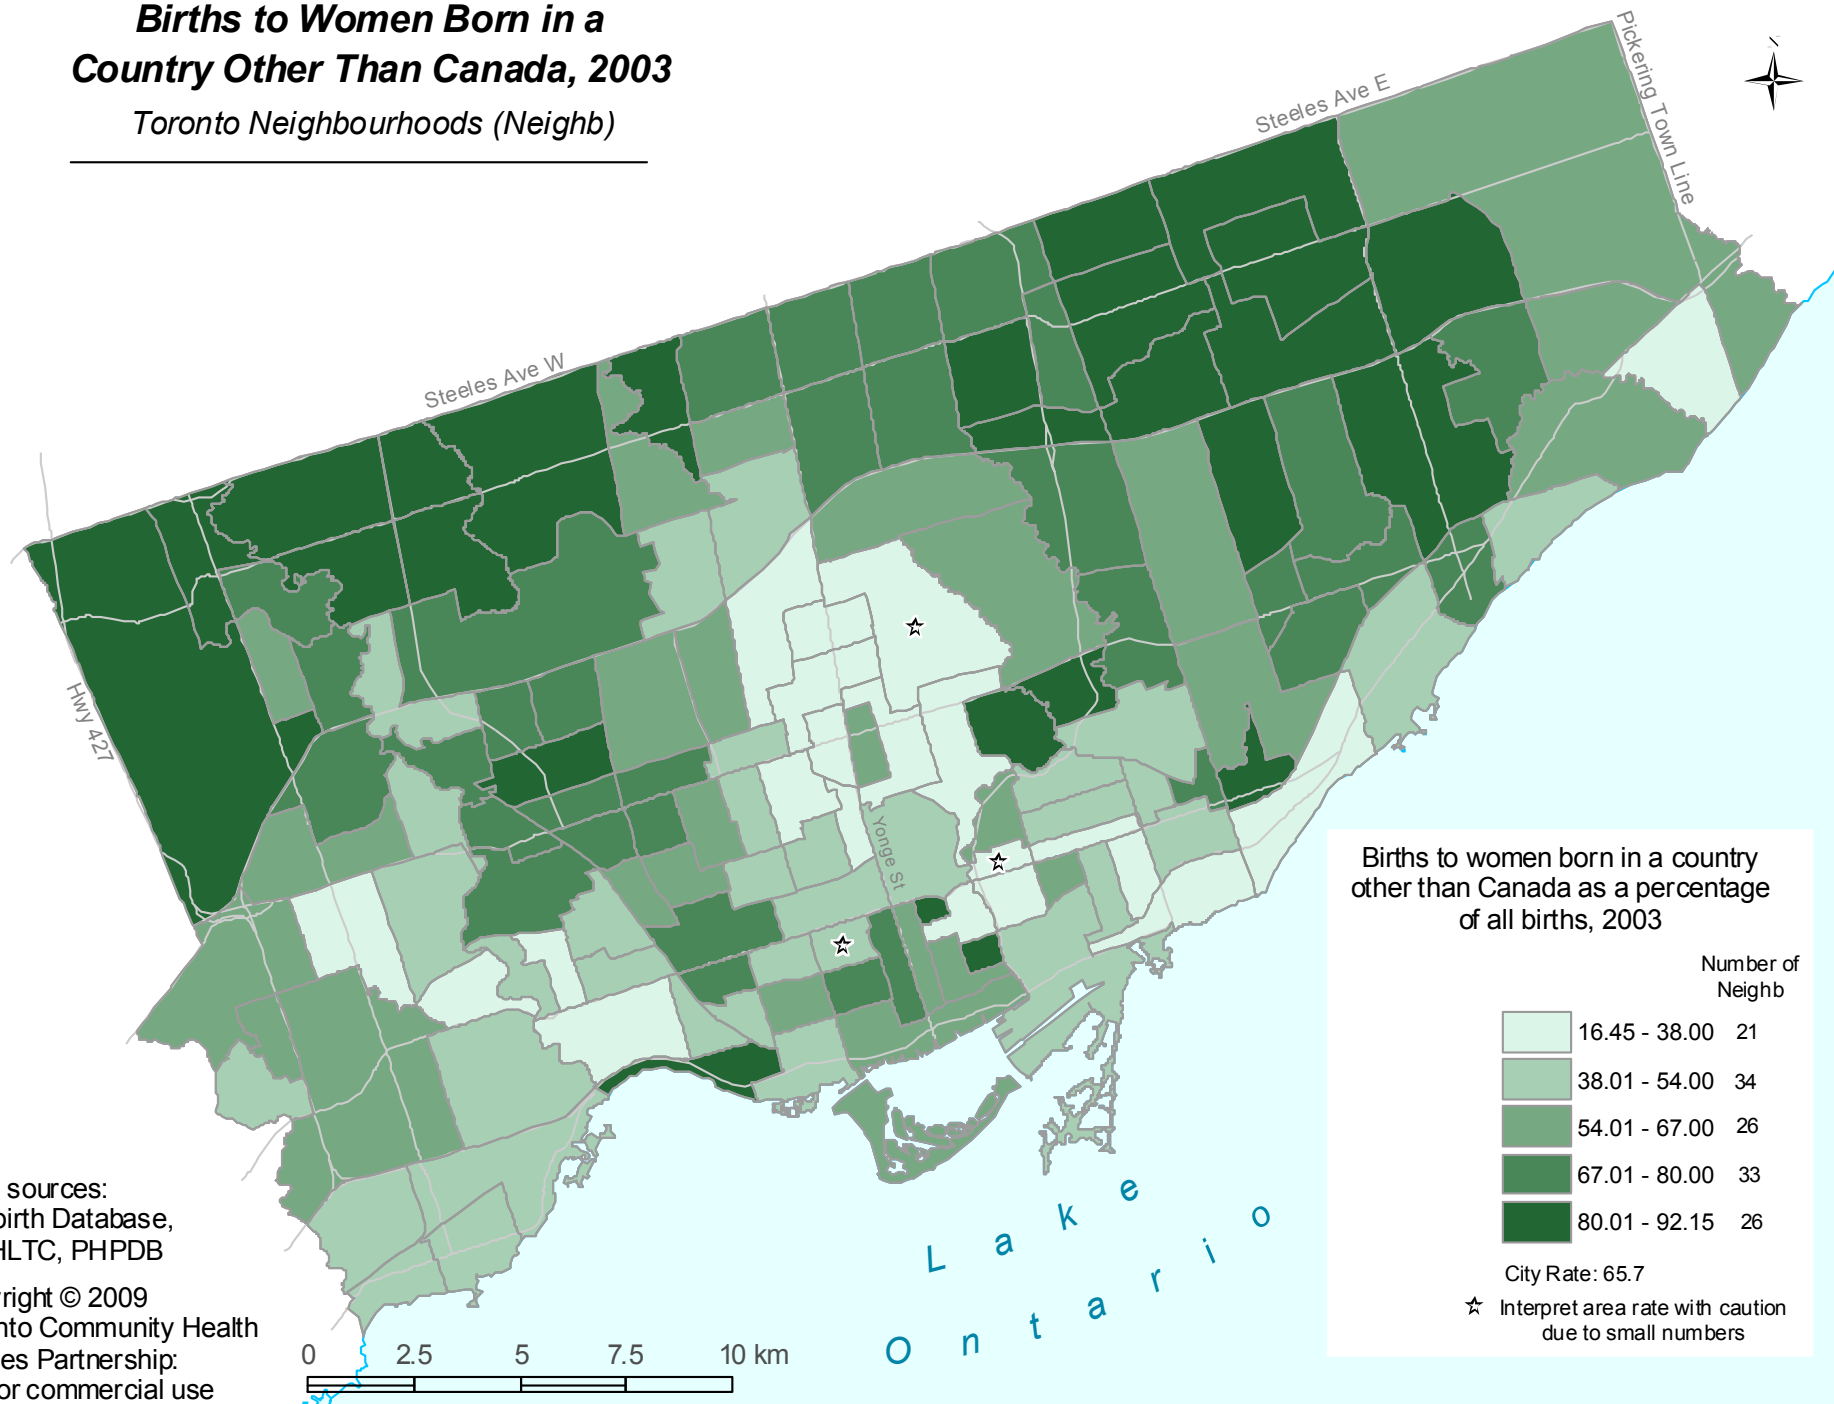 Births to Women Born in a
Country Other Than Canada, 2003
Toronto Neighbourhoods (Neighb)
Pickering Town Line
N
Steeles Ave E
Steeles Ave W
Hwy 427
Yonge St
Births to women born in a country
other than Canada as a percentage
of all births, 2003
Number of
Neighb
16.45 - 38.00 21
38.01 - 54.00 34
54.01 - 67.00 26
67.01 - 80.00 33
80.01 - 92.15 26
City Rate: 65.7
Interpret area rate with caution
due to small numbers
sources:
birth Database,
HLTC, PHPDB
right © 2009
nto Community Health
es Partnership:
or commercial use
Lake
Ontario
0 2.5 5 7.5 10 km